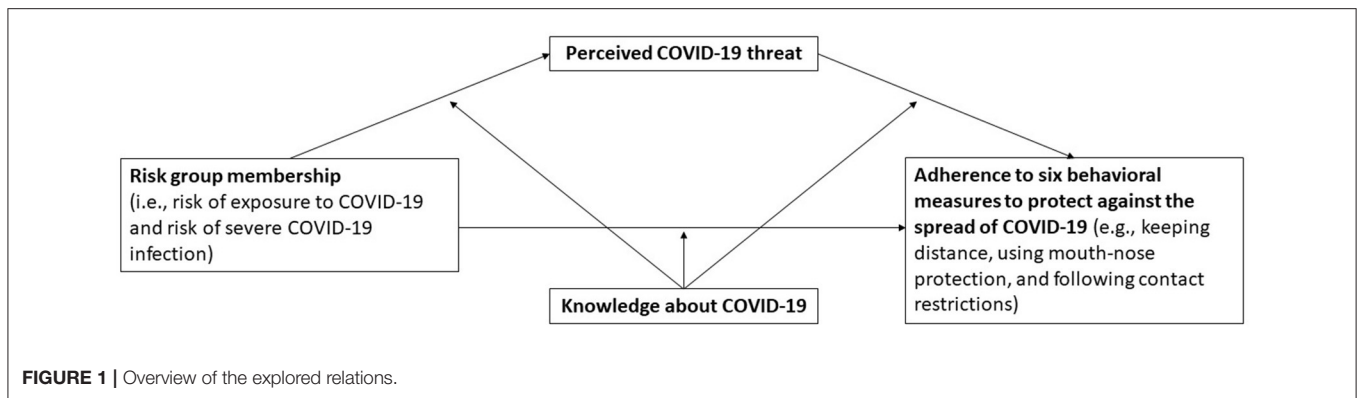 Perceived COVID-19 threat
Risk group membership
(i.e., risk of exposure to COVID-19
and risk of severe COVID-19
infection)
Adherence to six behavioral
measures to protect against the
spread of COVID-19 (e.g., keeping
distance, using mouth-nose
protection, and following contact
restrictions)
Knowledge about COVID-19
FIGURE 1 | Overview of the explored relations.